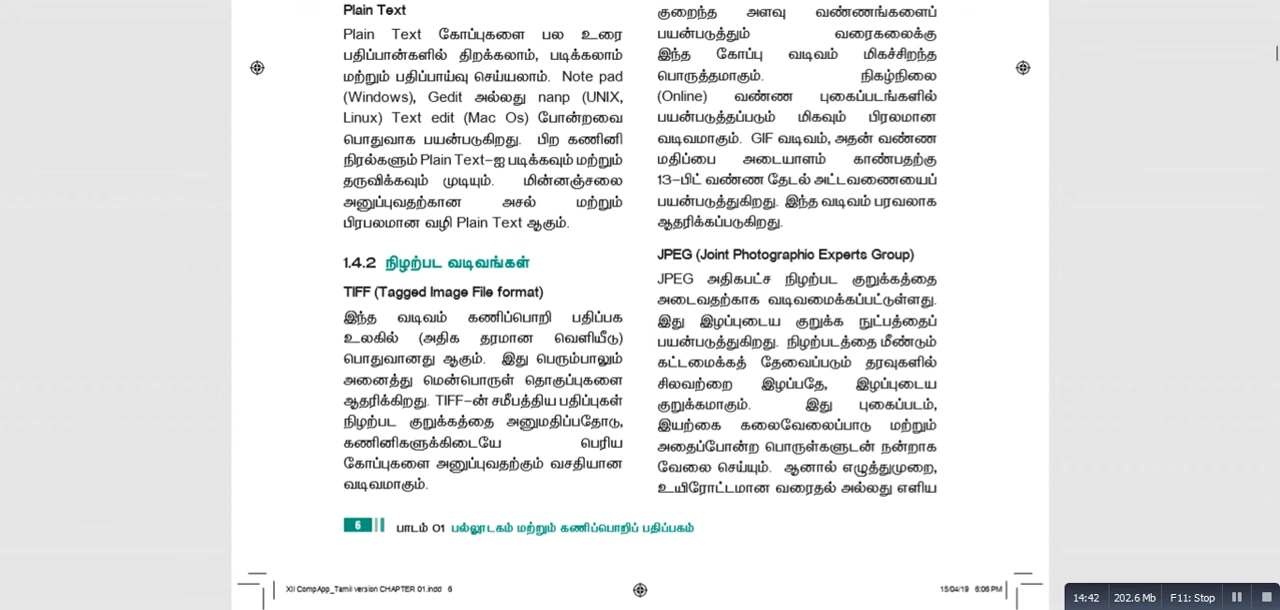 Plain Text
Plain Text கோப்புகளை பல உரை
பதிப்பான்களில் திறக்கலாம், படிக்கலாம்
மற்றும் பதிப்பாய்வு செய்யலாம். Note pad
(Windows), Gedit அல்லது nanp (UNIX,
Linux) Text edit (Mac Os) போன்றவை
பொதுவாக பயன்படுகிறது. பிற கணினி
நிரல்களும் Plain Text-ஐ படிக்கவும் மற்றும்
தருவிக்கவும் முடியும். மின்னஞ்சலை
அனுப்புவதற்கான அசல் மற்றும்
பிரபலமான வழி Plain Text ஆகும்.
1.4.2 நிழற்பட வடிவங்கள்
TIFF (Tagged Image File format)
இந்த வடிவம் கணிப்பொறி பதிப்பக
உலகில் (அதிக தரமான வெளியீடு)
பொதுவானது ஆகும். இது பெரும்பாலும்
அனைத்து மென்பொருள் தொகுப்புகளை
ஆதரிக்கிறது. TIFF-ன் சமீபத்திய பதிப்புகள்
நிழற்பட குறுக்கத்தை அனுமதிப்பதோடு,
கணினிகளுக்கிடையே பெரிய
கோப்புகளை அனுப்புவதற்கும் வசதியான
வடிவமாகும்.
குறைந்த அளவு வண்ணங்களைப்
பயன்படுத்தும் வரைகலைக்கு
இந்த கோப்பு வடிவம் மிகச்சிறந்த
பொருத்தமாகும். நிகழ்நிலை
(Online) வண்ண புகைப்படங்களில்
பயன்படுத்தப்படும் மிகவும் பிரலமான
வடிவமாகும். GIF வடிவம், அதன் வண்ண
மதிப்பை அடையாளம் காண்பதற்கு
13-பிட் வண்ண தேடல் அட்டவணையைப்
பயன்படுத்துகிறது. இந்த வடிவம் பரவலாக
ஆதரிக்கப்படுகிறது.
JPEG (Joint Photographic Experts Group)
JPEG அதிகபட்ச நிழற்பட குறுக்கத்தை
அடைவதற்காக வடிவமைக்கப்பட்டுள்ளது.
இது இழப்புடைய குறுக்க நுட்பத்தைப்
பயன்படுத்துகிறது. நிழற்படத்தை மீண்டும்
கட்டமைக்கத் தேவைப்படும் தரவுகளில்
சிலவற்றை இழப்பதே, இழப்புடைய
குறுக்கமாகும். இது புகைப்படம்,
இயற்கை கலைவேலைப்பாடு மற்றும்
அதைப்போன்ற பொருள்களுடன் நன்றாக
வேலை செய்யும். ஆனால் எழுத்துமுறை,
உயிரோட்டமான வரைதல் அல்லது எளிய
6 பாடம் 01 பல்லூடகம் மற்றும் கணிப்பொறிப் பதிப்பகம்
XII CompApp_Tamil version CHAPTER 01.indd 6
15/04/19 6:06 PM
14:42 202.6 Mb F11: Stop